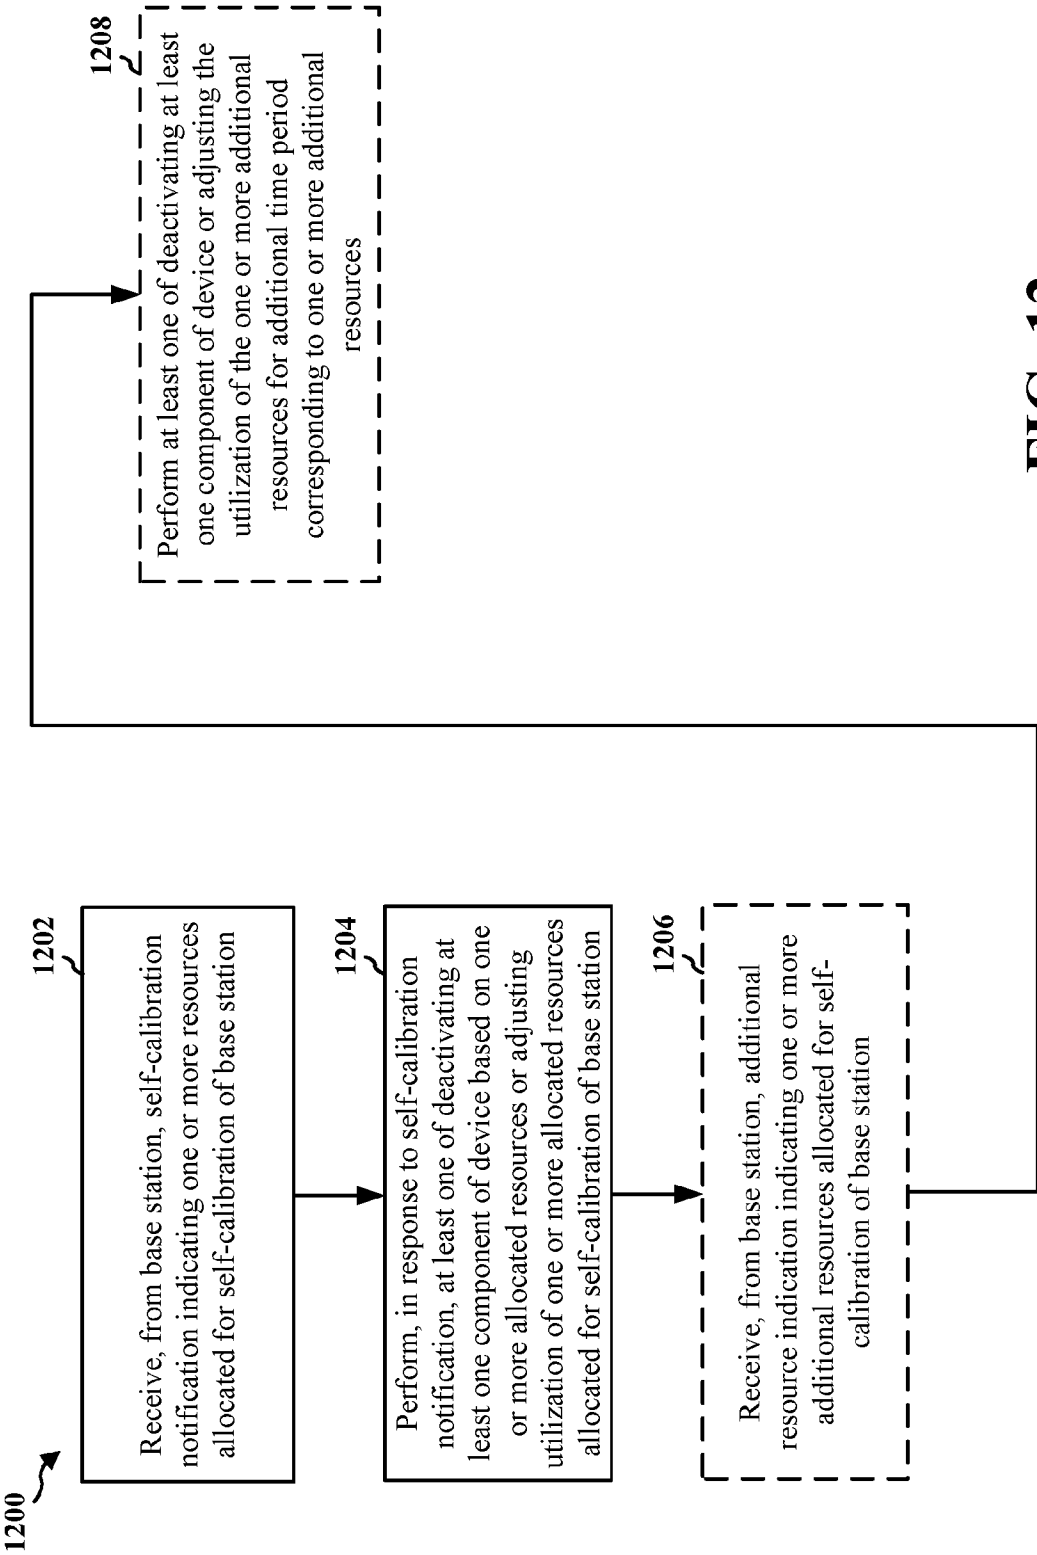 1200
1202
Receive, from base station, self-calibration
notification indicating one or more resources
allocated for self-calibration of base station
1204
Perform, in response to self-calibration
notification, at least one of deactivating at
least one component of device based on one
or more allocated resources or adjusting
utilization of one or more allocated resources
allocated for self-calibration of base station
1206
Receive, from base station, additional
resource indication indicating one or more
additional resources allocated for self-
calibration of base station
1208
Perform at least one of deactivating at least
one component of device or adjusting the
utilization of the one or more additional
resources for additional time period
corresponding to one or more additional
resources